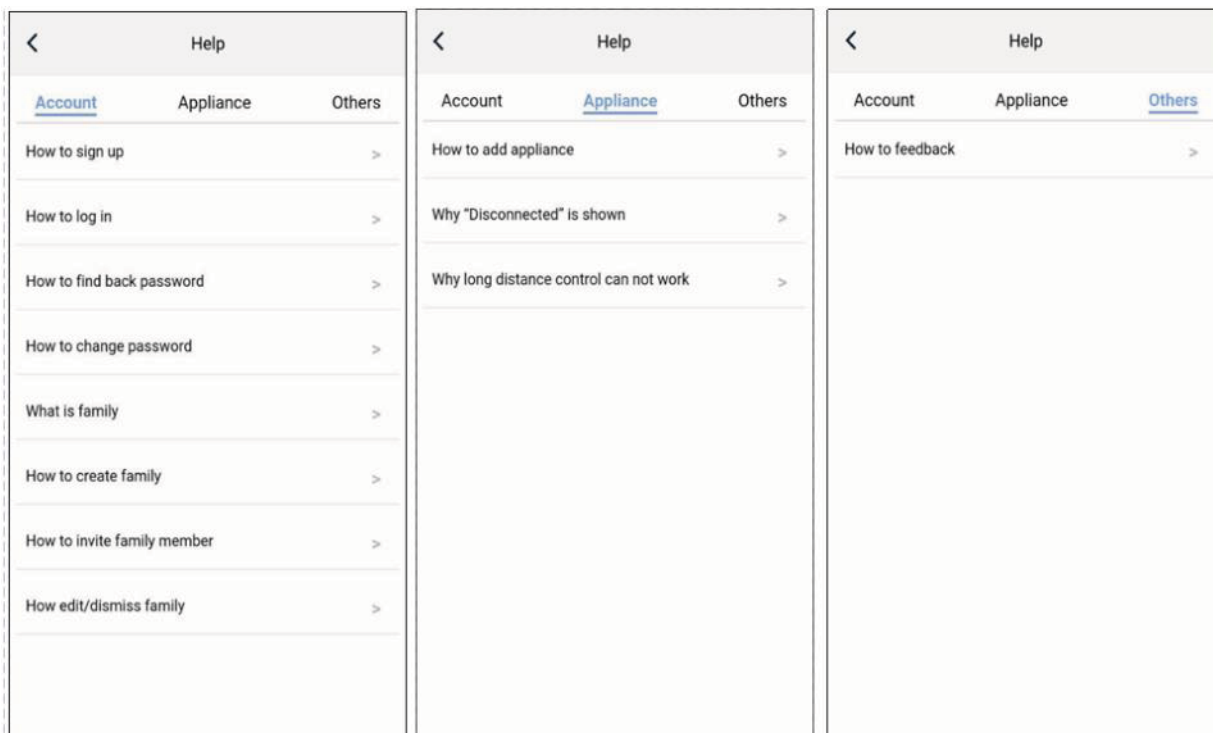 Help
Account Appliance Others
How to sign up >
How to log in >
How to find back password >
How to change password >
What is family >
How to create family >
How to invite family member >
How edit/dismiss family >
Help
Account Appliance Others
How to add appliance >
Why “Disconnected” is shown >
Why long distance control can not work >
Help
Account Appliance Others
How to feedback >